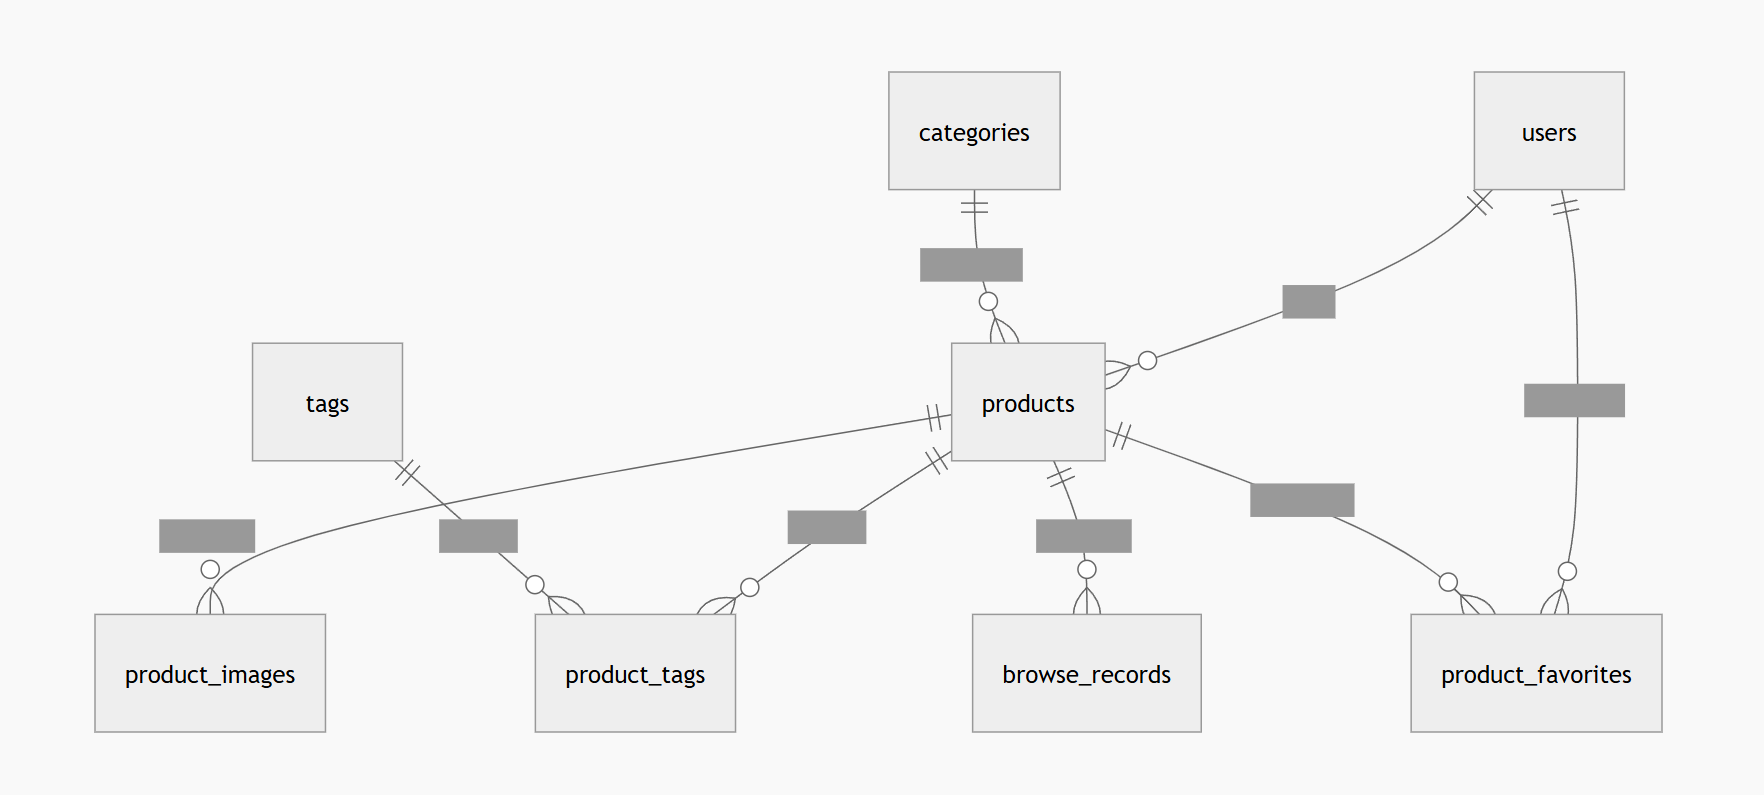 categories
users
tags
products
product_images
product_tags
browse_records
product_favorites